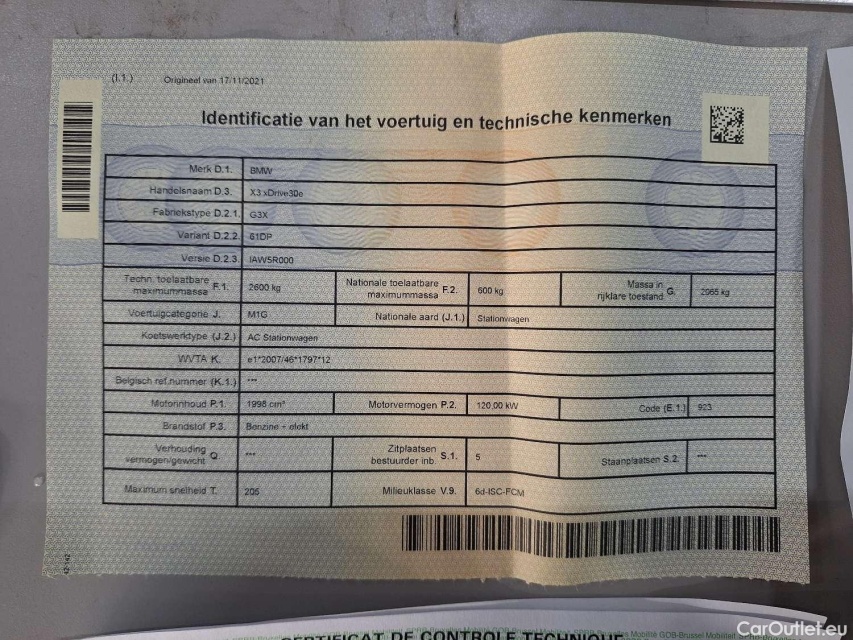 (I.1.) Origineel van 17/11/2021
Identificatie van het voertuig en technische kenmerken
Merk D.1. BMW
Handelsnaam D.3. X3 xDrive30e
Fabriekstype D.2.1. G3X
Variant D.2.2. 61DP
Versie D.2.3. IAW5R000
Techn. toelaatbare maximummassa F.1. 2600 kg Nationale toelaatbare maximummassa F.2. 600 kg Massa in rijklare toestand G. 2065 kg
Voertuigcategorie J. M1G Nationale aard (J.1.) Stationwagen
Koetswerktype (J.2.) AC Stationwagen
WVTA K. e1*2007/46*1797*12
Belgisch ref.nummer (K.1.) ***
Motorinhoud P.1. 1998 cm³ Motorvermogen P.2. 120,00 kW Code (E.1.) 923
Brandstof P.3. Benzine + elekt
Verhouding vermogen/gewicht Q. *** Zitplaatsen bestuurder inb. S.1. 5 Staanplaatsen S.2. ***
Maximum snelheid T. 205 Milieuklasse V.9. 6d-ISC-FCM
CERTIFICAT DE CONTROLE TECHNIQUE
CarOutlet.eu